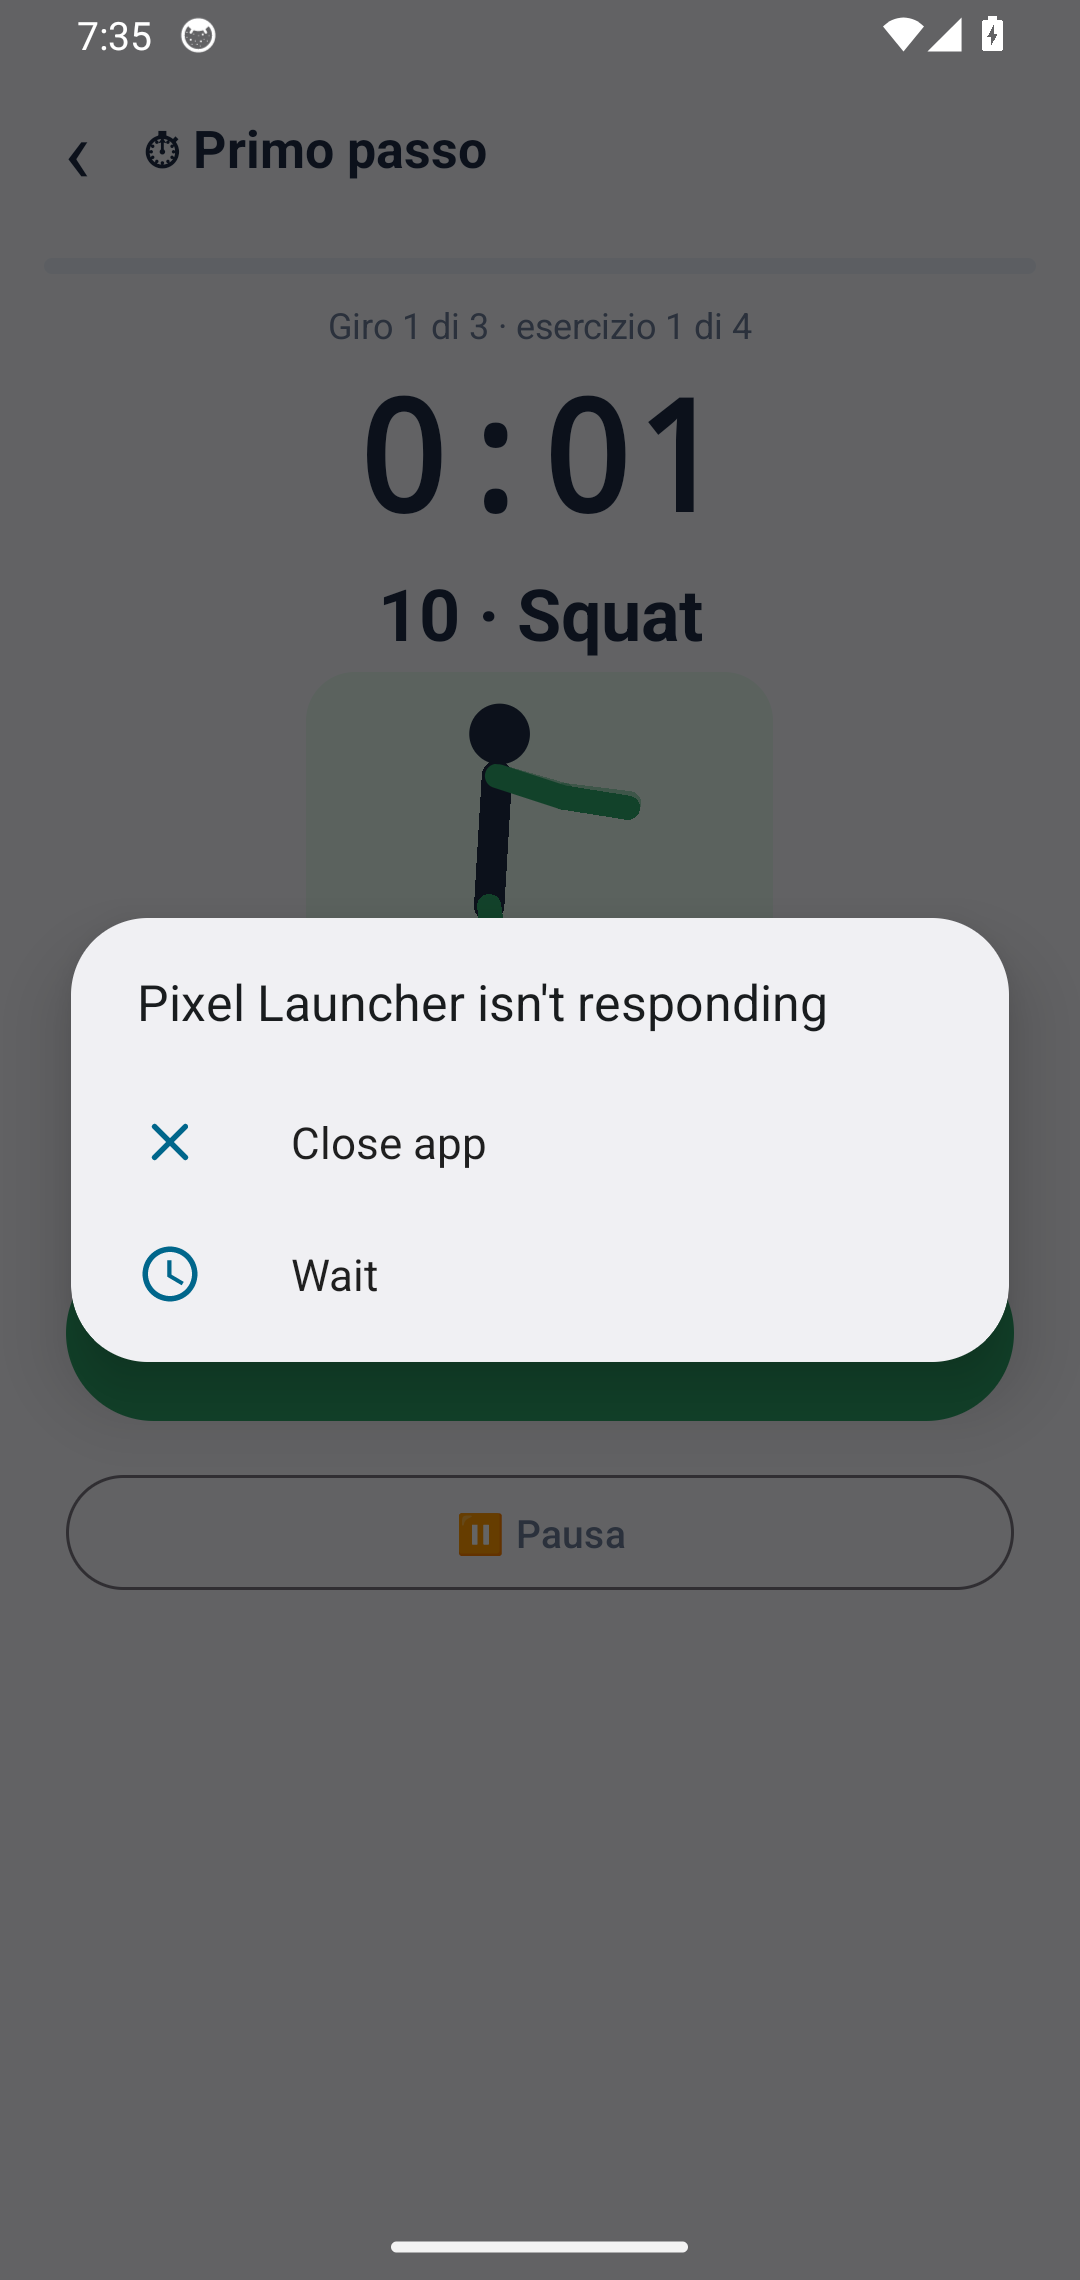 7:35
‹ ⏱ Primo passo
Giro 1 di 3 · esercizio 1 di 4
0:01
10 · Squat
Pixel Launcher isn't responding
Close app
Wait
⏸ Pausa